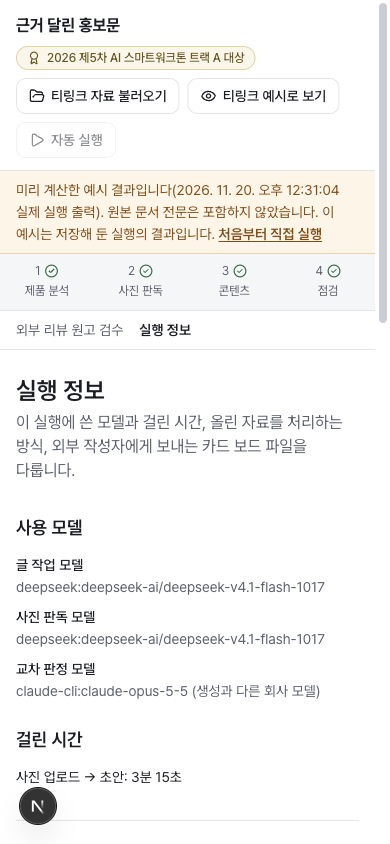 근거 달린 홍보문
2026 제5차 AI 스마트워크톤 트랙 A 대상
티링크 자료 불러오기
티링크 예시로 보기
자동 실행
미리 계산한 예시 결과입니다(2026. 11. 20. 오후 12:31:04
실제 실행 출력). 원본 문서 전문은 포함하지 않았습니다. 이
예시는 저장해 둔 실행의 결과입니다. 처음부터 직접 실행
1
제품 분석
2
사진 판독
3
콘텐츠
4
점검
외부 리뷰 원고 검수
실행 정보
실행 정보
이 실행에 쓴 모델과 걸린 시간, 올린 자료를 처리하는
방식, 외부 작성자에게 보내는 카드 보드 파일을
다룹니다.
사용 모델
글 작업 모델
deepseek:deepseek-ai/deepseek-v4.1-flash-1017
사진 판독 모델
deepseek:deepseek-ai/deepseek-v4.1-flash-1017
교차 판정 모델
claude-cli:claude-opus-5-5 (생성과 다른 회사 모델)
걸린 시간
사진 업로드 → 초안: 3분 15초
N